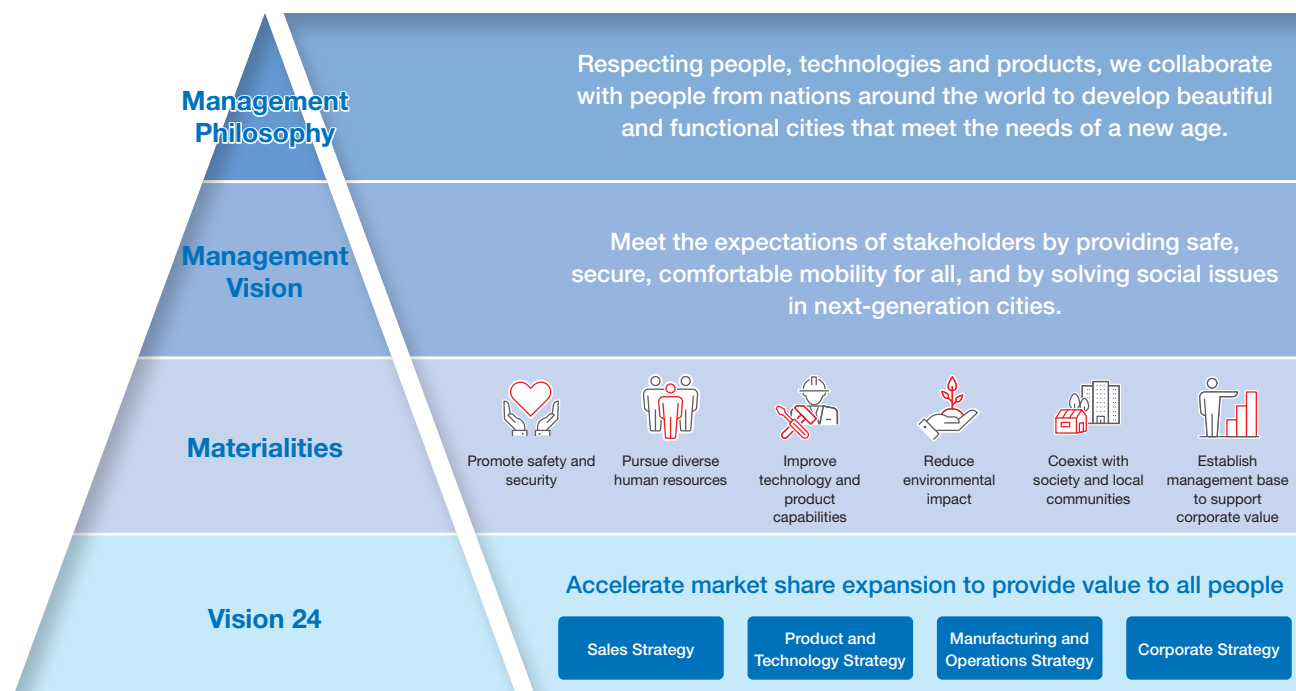 Management
Philosophy
Respecting people, technologies and products, we collaborate
with people from nations around the world to develop beautiful
and functional cities that meet the needs of a new age.
Management
Vision
Meet the expectations of stakeholders by providing safe,
secure, comfortable mobility for all, and by solving social issues
in next-generation cities.
Materialities
Promote safety and
security
Pursue diverse
human resources
Improve
technology and
product
capabilities
Reduce
environmental
impact
Coexist with
society and local
communities
Establish
management base
to support
corporate value
Vision 24
Accelerate market share expansion to provide value to all people
Sales Strategy
Product and
Technology Strategy
Manufacturing and
Operations Strategy
Corporate Strategy